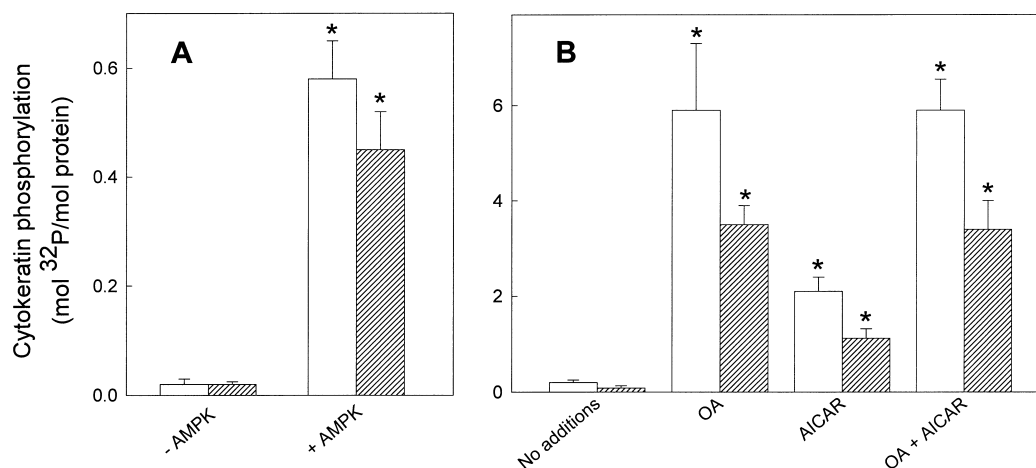 A
B
Cytokeratin phosphorylation
(mol 32P/mol protein)
0.6
0.4
0.2
0.0
- AMPK
+ AMPK
*
*
6
4
2
0
No additions
OA
AICAR
OA + AICAR
*
*
*
*
*
*